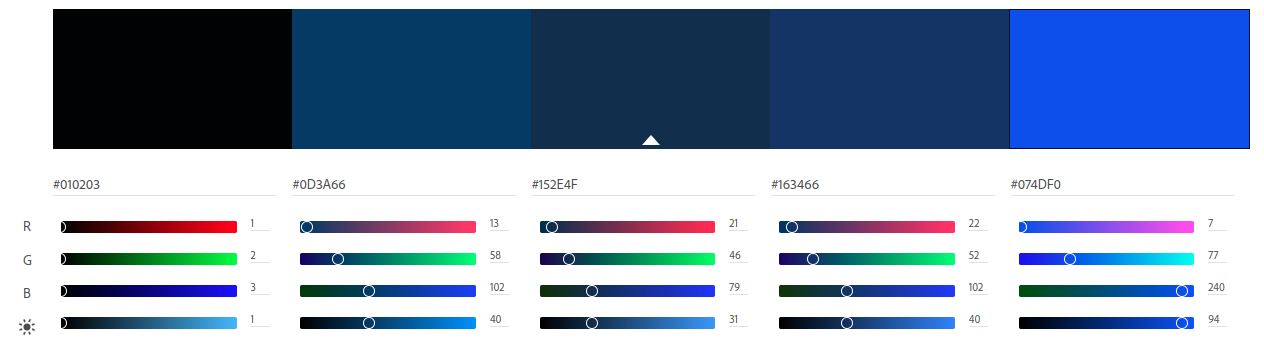 #010203 #0D3A66 #152E4F #163466 #074DF0
R 1 13 21 22 7
G 2 58 46 52 77
B 3 102 79 102 240
1 40 31 40 94